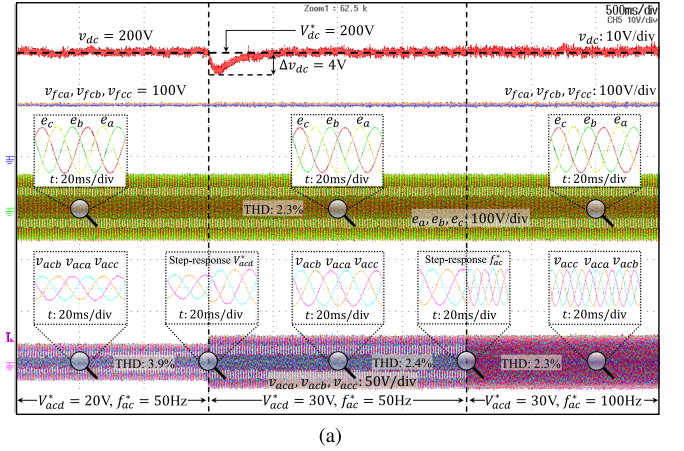 Zoom1 : 62.5 k
500ms/div
CH5 10V/div
v_dc = 200V
V*_dc = 200V
v_dc: 10V/div
Δv_dc = 4V
v_fca, v_fcb, v_fcc = 100V
v_fca, v_fcb, v_fcc: 100V/div
e_c e_b e_a
e_c e_b e_a
e_c e_b e_a
t: 20ms/div
t: 20ms/div
t: 20ms/div
THD: 2.3%
e_a, e_b, e_c: 100V/div
v_acb v_aca v_acc
Step-response V*_acd
v_acb v_aca v_acc
Step-response f*_ac
v_acc v_aca v_acb
t: 20ms/div
t: 20ms/div
t: 20ms/div
t: 20ms/div
t: 20ms/div
THD: 3.9%
THD: 2.4%
THD: 2.3%
v_aca, v_acb, v_acc: 50V/div
V*_acd = 20V, f*_ac = 50Hz
V*_acd = 30V, f*_ac = 50Hz
V*_acd = 30V, f*_ac = 100Hz
(a)